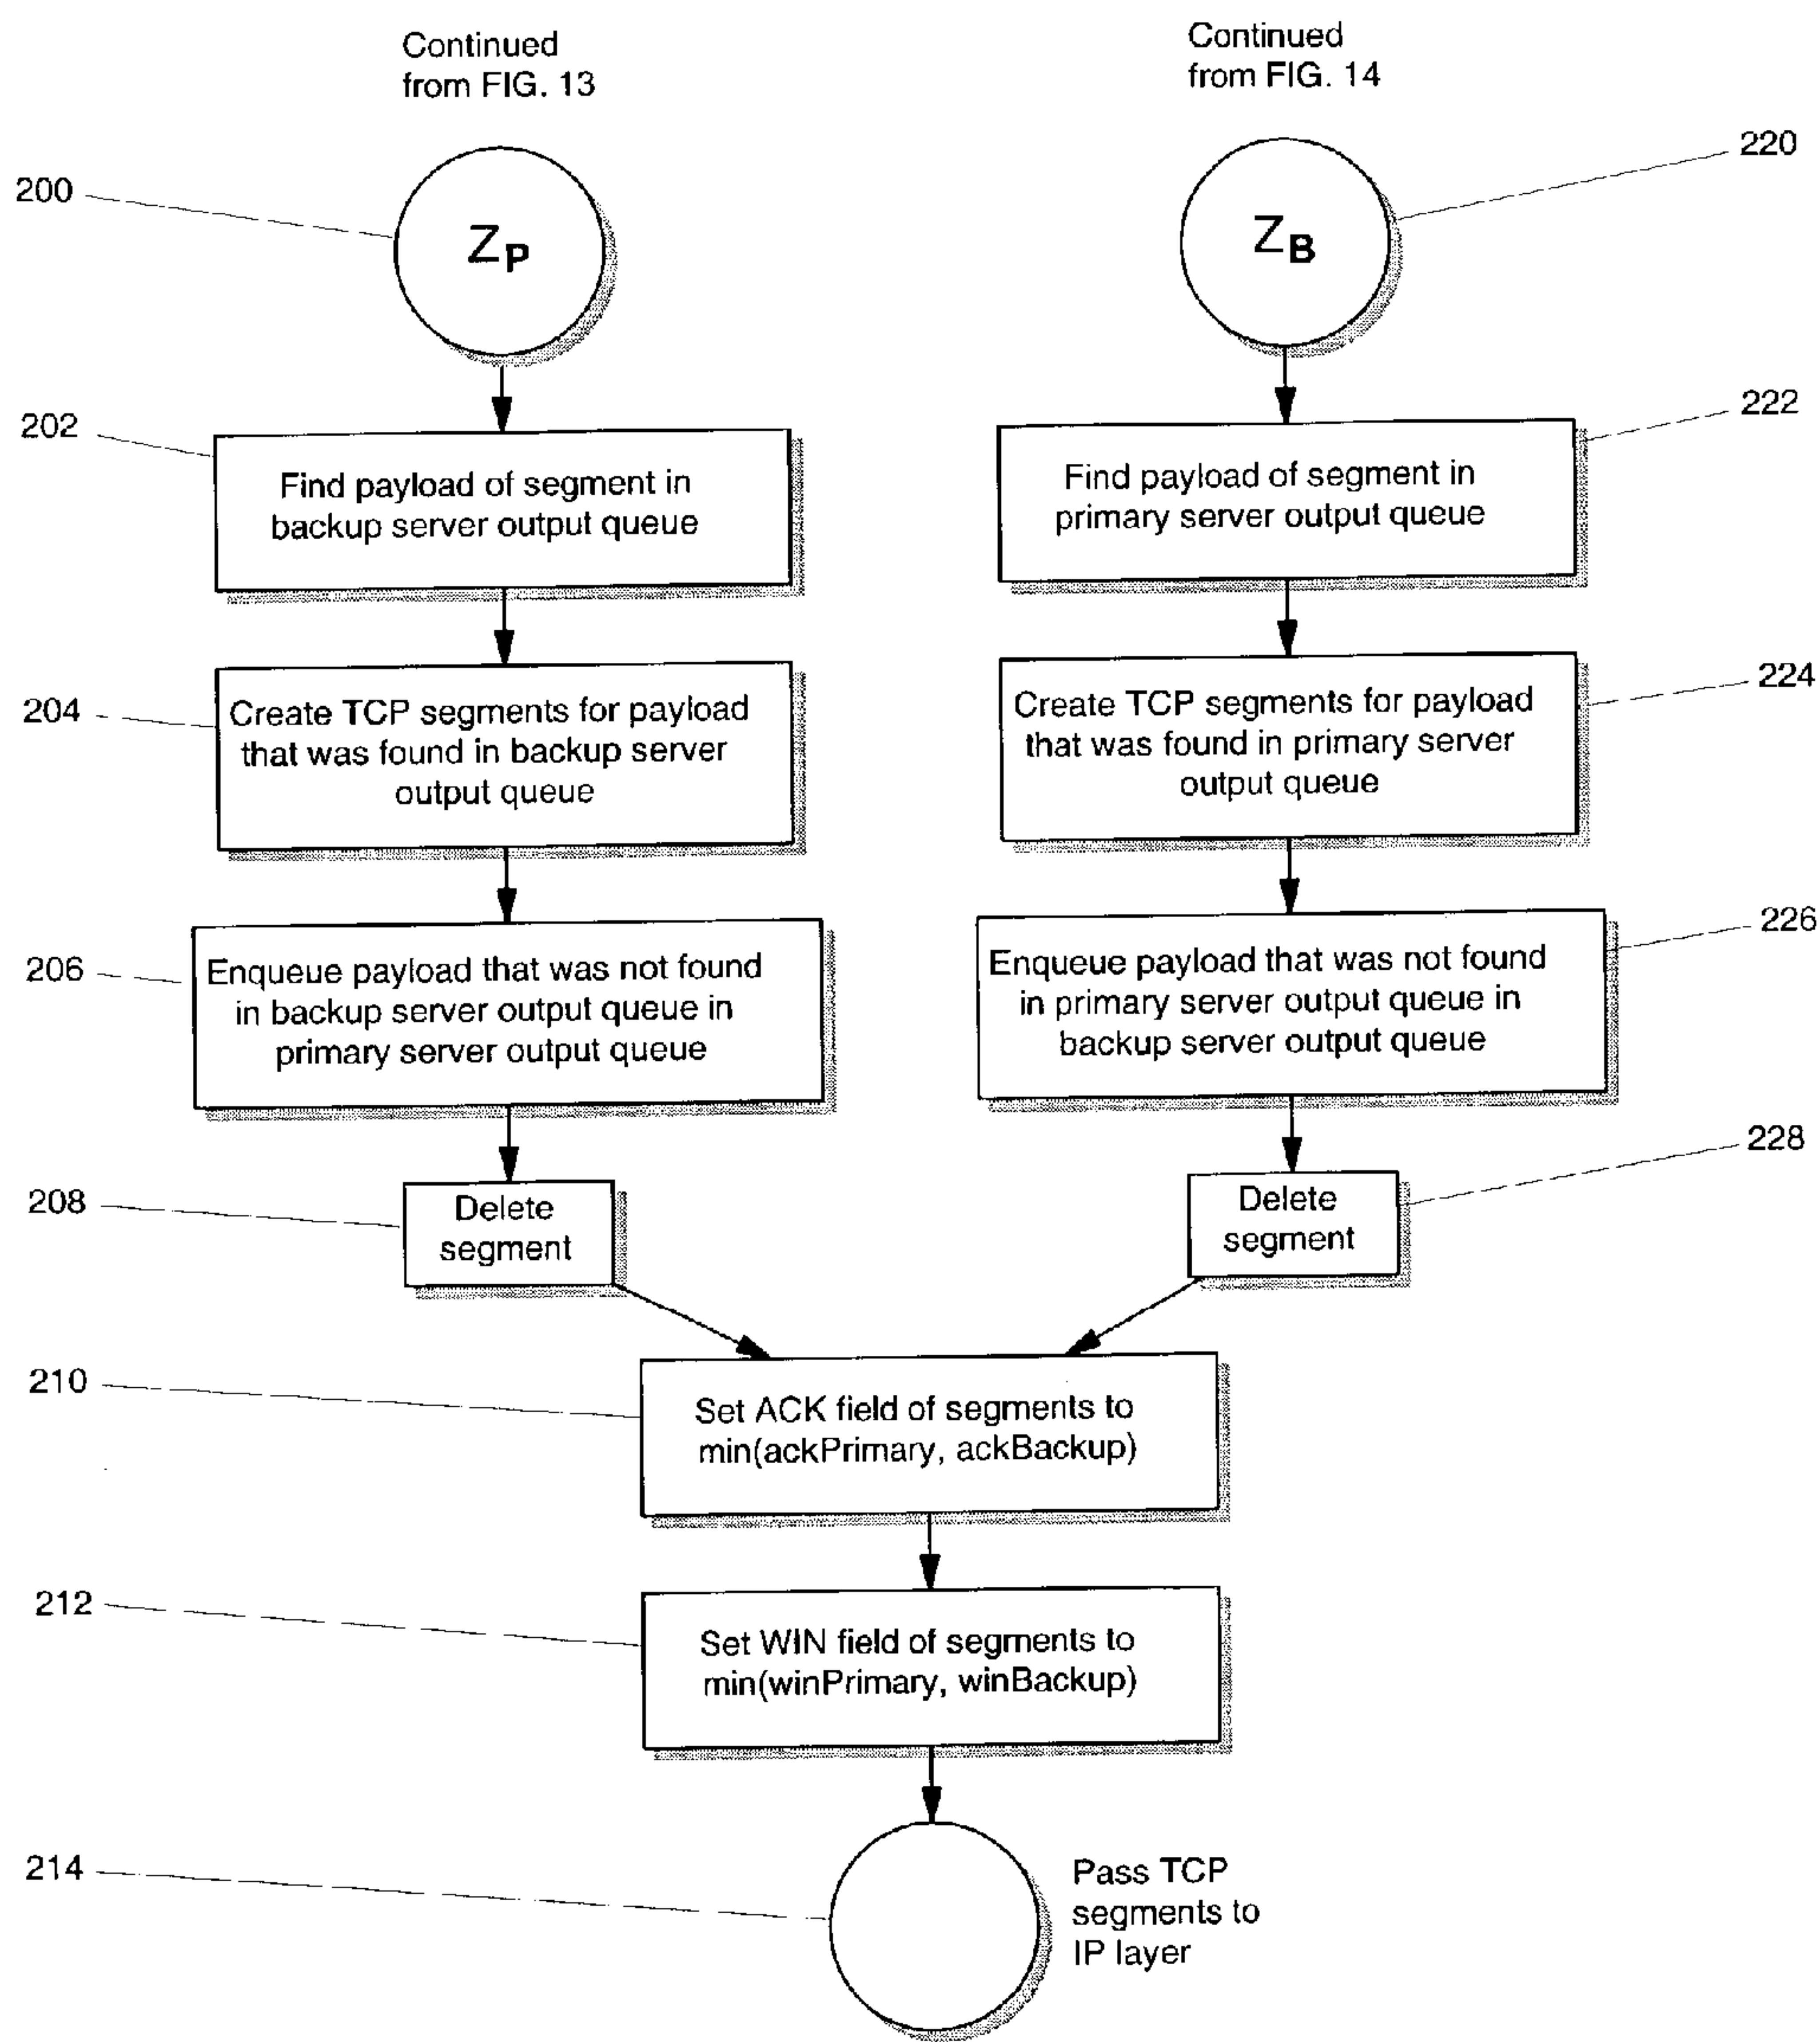 Continued
from FIG. 13
Continued
from FIG. 14
200
ZP
220
ZB
202
Find payload of segment in
backup server output queue
222
Find payload of segment in
primary server output queue
204
Create TCP segments for payload
that was found in backup server
output queue
224
Create TCP segments for payload
that was found in primary server
output queue
206
Enqueue payload that was not found
in backup server output queue in
primary server output queue
226
Enqueue payload that was not found
in primary server output queue in
backup server output queue
208
Delete
segment
228
Delete
segment
210
Set ACK field of segments to
min(ackPrimary, ackBackup)
212
Set WIN field of segments to
min(winPrimary, winBackup)
214
Pass TCP
segments to
IP layer